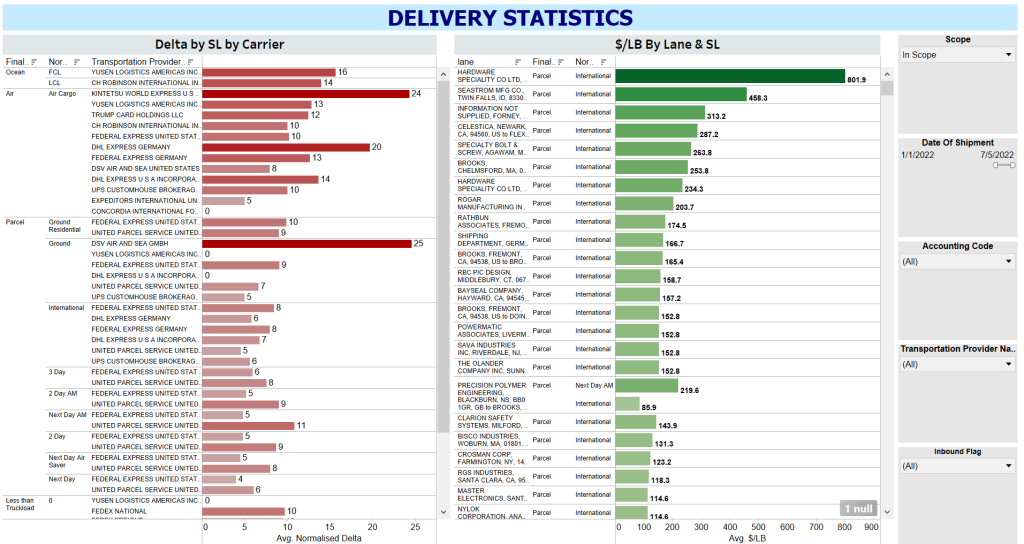 DELIVERY STATISTICS
Delta by SL by Carrier
Final.. Nor.. Transportation Provider..
Ocean FCL YUSEN LOGISTICS AMERICAS INC.. 16
LCL CH ROBINSON INTERNATIONAL IN.. 14
Air Air Cargo KINTETSU WORLD EXPRESS U S .. 24
YUSEN LOGISTICS AMERICAS INC.. 13
TRUMP CARD HOLDINGS LLC 12
CH ROBINSON INTERNATIONAL IN.. 10
FEDERAL EXPRESS UNITED STAT.. 10
DHL EXPRESS GERMANY 20
FEDERAL EXPRESS GERMANY 13
DSV AIR AND SEA UNITED STATES 8
DHL EXPRESS U S A INCORPORA.. 14
UPS CUSTOMHOUSE BROKERAG.. 10
EXPEDITORS INTERNATIONAL UN.. 5
CONCORDIA INTERNATIONAL FO.. 0
Parcel Ground Residential FEDERAL EXPRESS UNITED STAT.. 10
UNITED PARCEL SERVICE UNITED.. 9
Ground DSV AIR AND SEA GMBH 25
YUSEN LOGISTICS AMERICAS INC.. 0
FEDERAL EXPRESS UNITED STAT.. 9
DHL EXPRESS U S A INCORPORA.. 0
UNITED PARCEL SERVICE UNITED.. 7
UPS CUSTOMHOUSE BROKERAG.. 5
International FEDERAL EXPRESS UNITED STAT.. 8
DHL EXPRESS GERMANY 6
FEDERAL EXPRESS GERMANY 8
DHL EXPRESS U S A INCORPORA.. 7
UNITED PARCEL SERVICE UNITED.. 5
UPS CUSTOMHOUSE BROKERAG.. 6
3 Day FEDERAL EXPRESS UNITED STAT.. 6
UNITED PARCEL SERVICE UNITED.. 8
2 Day AM FEDERAL EXPRESS UNITED STAT.. 5
UNITED PARCEL SERVICE UNITED.. 9
Next Day AM FEDERAL EXPRESS UNITED STAT.. 5
UNITED PARCEL SERVICE UNITED.. 11
2 Day FEDERAL EXPRESS UNITED STAT.. 5
UNITED PARCEL SERVICE UNITED.. 9
Next Day Air Saver FEDERAL EXPRESS UNITED STAT.. 5
UNITED PARCEL SERVICE UNITED.. 8
Next Day FEDERAL EXPRESS UNITED STAT.. 4
UNITED PARCEL SERVICE UNITED.. 6
Less than Truckload 0 YUSEN LOGISTICS AMERICAS INC.. 0
FEDEX NATIONAL 10
0 5 10 15 20 25
Avg. Normalised Delta
$/LB By Lane & SL
lane Final.. Nor..
HARDWARE
SPECIALITY CO LTD, .. Parcel International 801.9
SEASTROM MFG CO.,
TWIN FALLS, ID, 8330.. Parcel International 458.3
INFORMATION NOT
SUPPLIED, FORNEY, .. Parcel International 313.2
CELESTICA, NEWARK,
CA, 94560, US to FLEX.. Parcel International 287.2
SPECIALTY BOLT &
SCREW, AGAWAM, M.. Parcel International 263.8
BROOKS,
CHELMSFORD, MA, 0.. Parcel International 253.8
HARDWARE
SPECIALITY CO LTD, .. Parcel International 234.3
ROGAR
MANUFACTURING IN.. Parcel International 203.7
RATHBUN
ASSOCIATES, FREMO.. Parcel International 174.5
SHIPPING
DEPARTMENT, GERM.. Parcel International 166.7
BROOKS, FREMONT,
CA, 94538, US to BRO.. Parcel International 165.4
RBC PIC DESIGN,
MIDDLEBURY, CT, 067.. Parcel International 158.7
BAYSEAL COMPANY,
HAYWARD, CA, 94545,.. Parcel International 157.2
BROOKS, FREMONT,
CA, 94538, US to DOIN.. Parcel International 152.8
POWERMATIC
ASSOCIATES, LIVERM.. Parcel International 152.8
SAVA INDUSTRIES
INC, RIVERDALE, NJ, .. Parcel International 152.8
THE OLANDER
COMPANY INC, SUNN.. Parcel International 152.8
PRECISION POLYMER Parcel Next Day AM 219.6
ENGINEERING,
BLACKBURN, NS, BB0 International 85.9
1GR, GB to BROOKS, ..
CLARION SAFETY
SYSTEMS, MILFORD, .. Parcel International 143.9
BISCO INDUSTRIES,
WOBURN, MA, 01801, .. Parcel International 131.3
CROSMAN CORP,
FARMINGTON, NY, 14.. Parcel International 123.2
RGS INDUSTRIES,
SANTA CLARA, CA, 95.. Parcel International 118.3
MASTER
ELECTRONICS, SANT.. Parcel International 114.6
NYLOK
CORPORATION, ANA.. Parcel International 114.6
1 null
0 100 200 300 400 500 600 700 800 900
Avg. $/LB
Scope
In Scope
Date Of Shipment
1/1/2022 7/5/2022
Accounting Code
(All)
Transportation Provider Na..
(All)
Inbound Flag
(All)